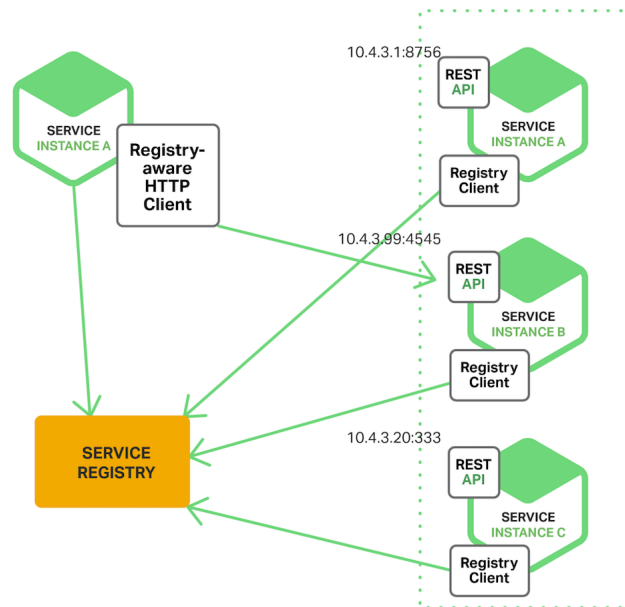 10.4.3.1:8756
REST
API
SERVICE
INSTANCE A
Registry
Client
SERVICE
INSTANCE A
Registry-
aware
HTTP
Client
10.4.3.99:4545
REST
API
SERVICE
INSTANCE B
Registry
Client
SERVICE
REGISTRY
10.4.3.20:333
REST
API
SERVICE
INSTANCE C
Registry
Client